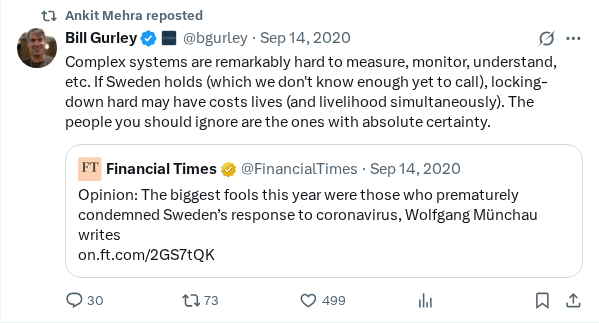 Ankit Mehra reposted
Bill Gurley @bgurley · Sep 14, 2020
Complex systems are remarkably hard to measure, monitor, understand,
etc. If Sweden holds (which we don't know enough yet to call), locking-
down hard may have costs lives (and livelihood simultaneously). The
people you should ignore are the ones with absolute certainty.
FT Financial Times @FinancialTimes · Sep 14, 2020
Opinion: The biggest fools this year were those who prematurely
condemned Sweden’s response to coronavirus, Wolfgang Münchau
writes
on.ft.com/2GS7tQK
30 73 499